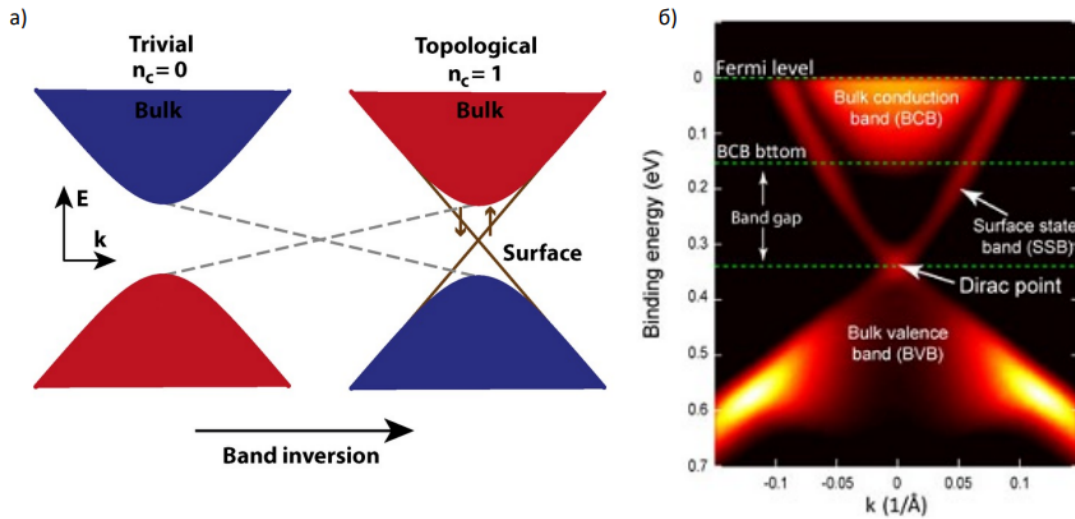 а)
Trivial
n_c = 0
Bulk
Topological
n_c = 1
Bulk
E
k
Surface
Band inversion
б)
Fermi level
Bulk conduction
band (BCB)
BCB bttom
Band gap
Surface state
band (SSB)
Dirac point
Bulk valence
band (BVB)
Binding energy (eV)
0
0.1
0.2
0.3
0.4
0.5
0.6
0.7
-0.1
0
0.05
0.1
k (1/Å)